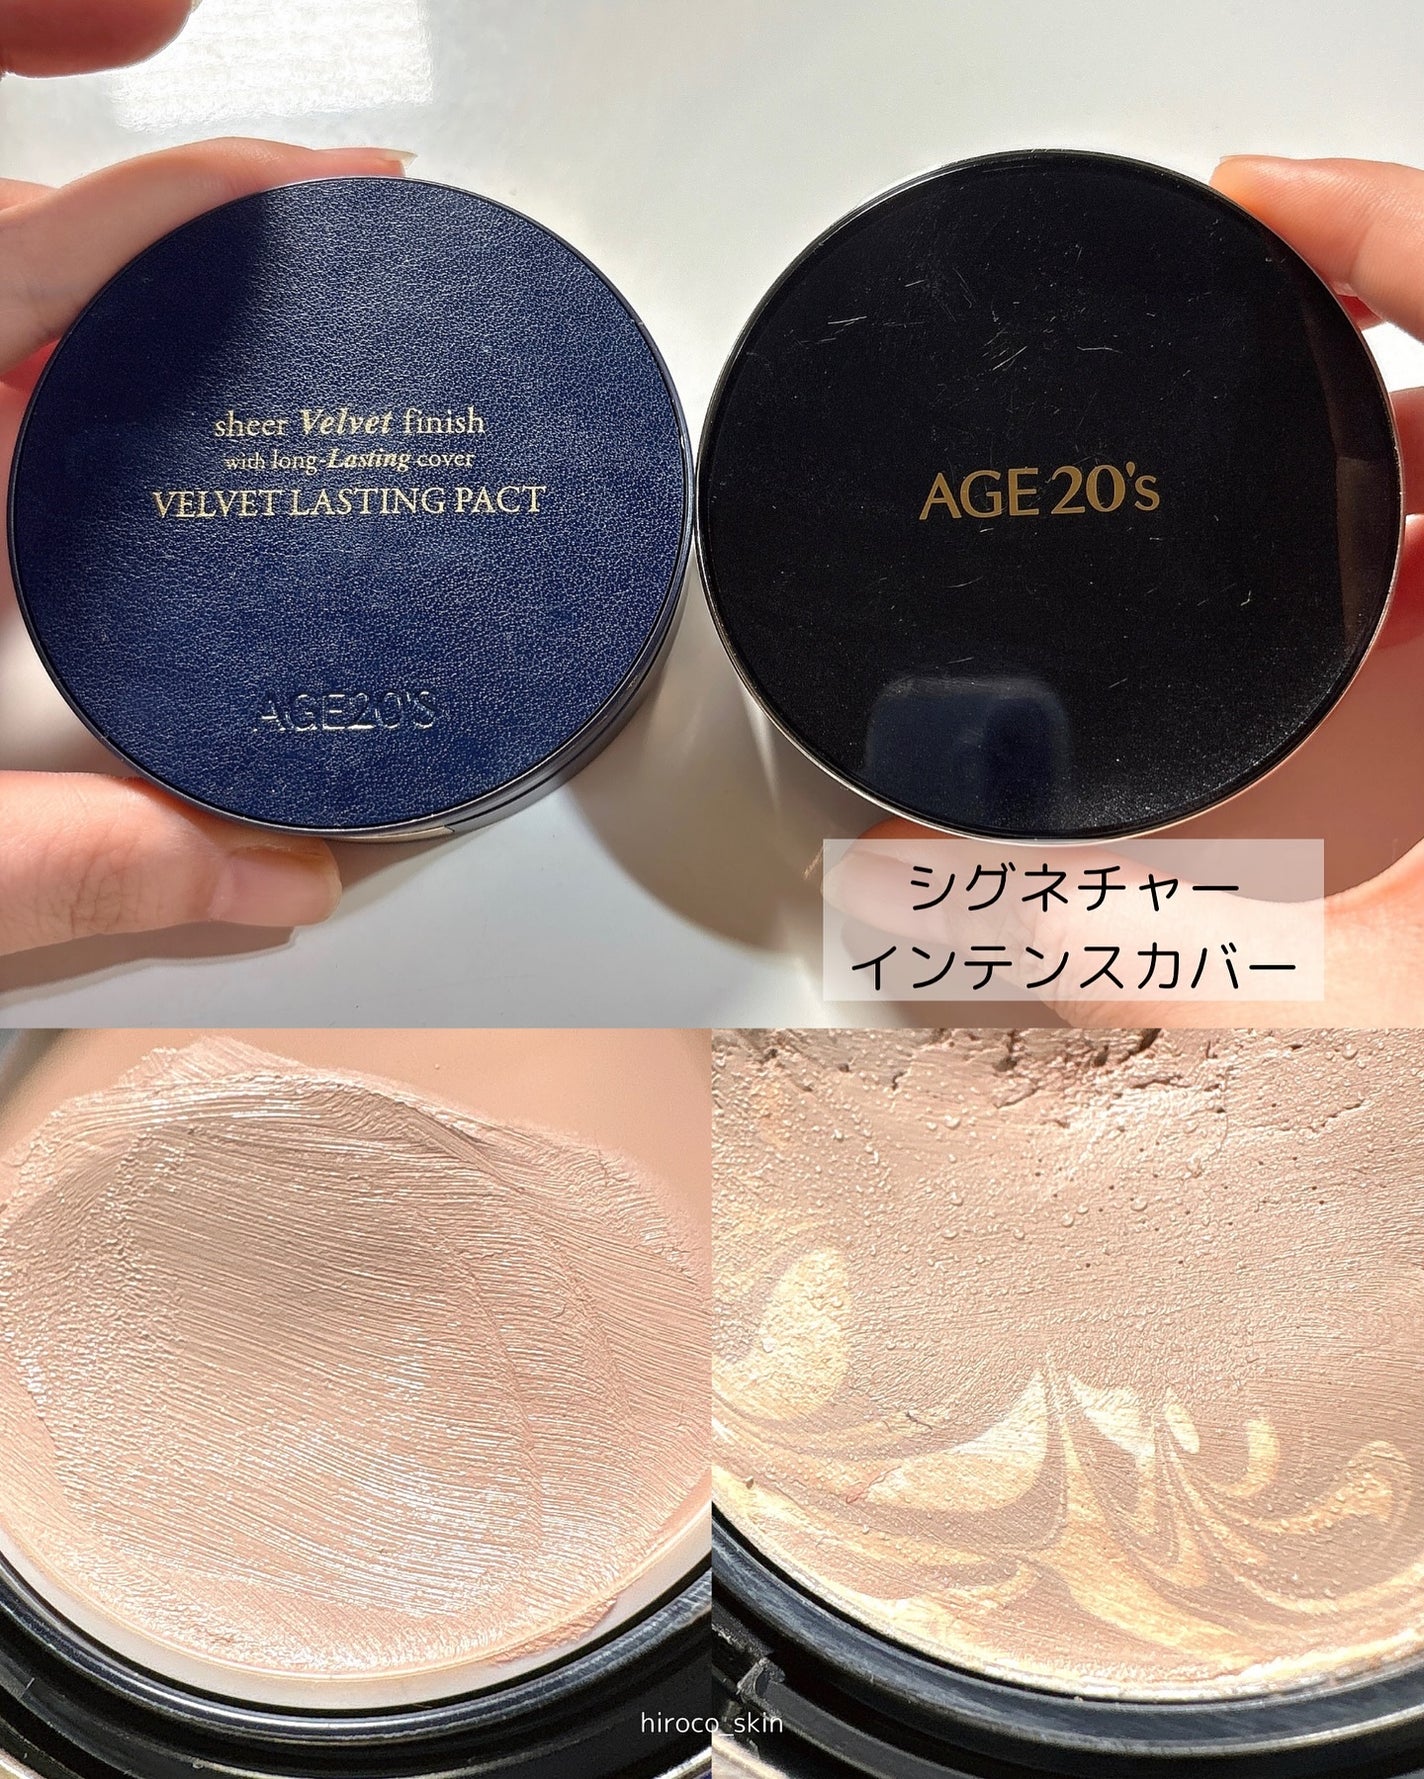 sheer Velvet finish
with long-Lasting cover
VELVET LASTING PACT
AGE20'S
AGE 20's
シグネチャー
インテンスカバー
hiroco_skin